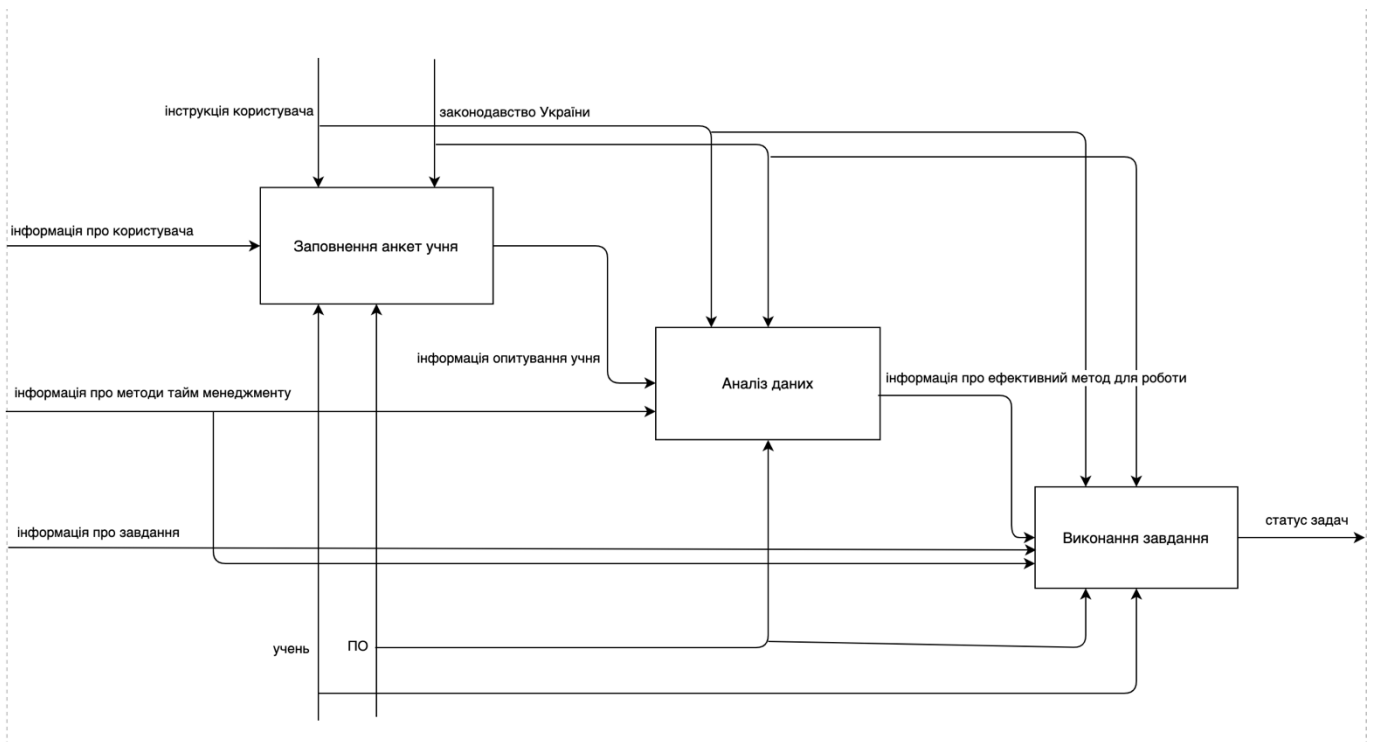 інструкція користувача
законодавство України
інформація про користувача
Заповнення анкет учня
інформація опитування учня
інформація про методи тайм менеджменту
Аналіз даних
інформація про ефективний метод для роботи
інформація про завдання
Виконання завдання
статус задач
учень
ПО